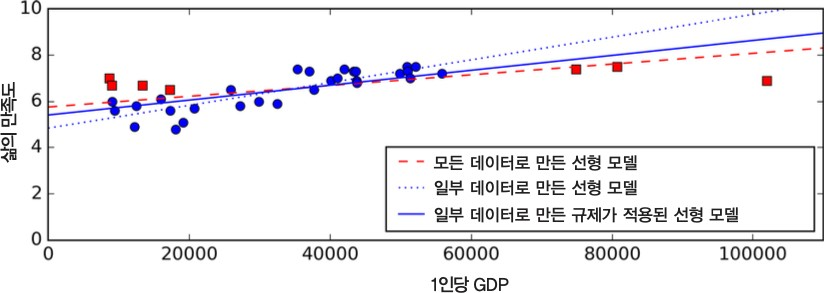 10
8
6
4
2
0
삶의 만족도
모든 데이터로 만든 선형 모델
일부 데이터로 만든 선형 모델
일부 데이터로 만든 규제가 적용된 선형 모델
0 20000 40000 60000 80000 100000
1인당 GDP